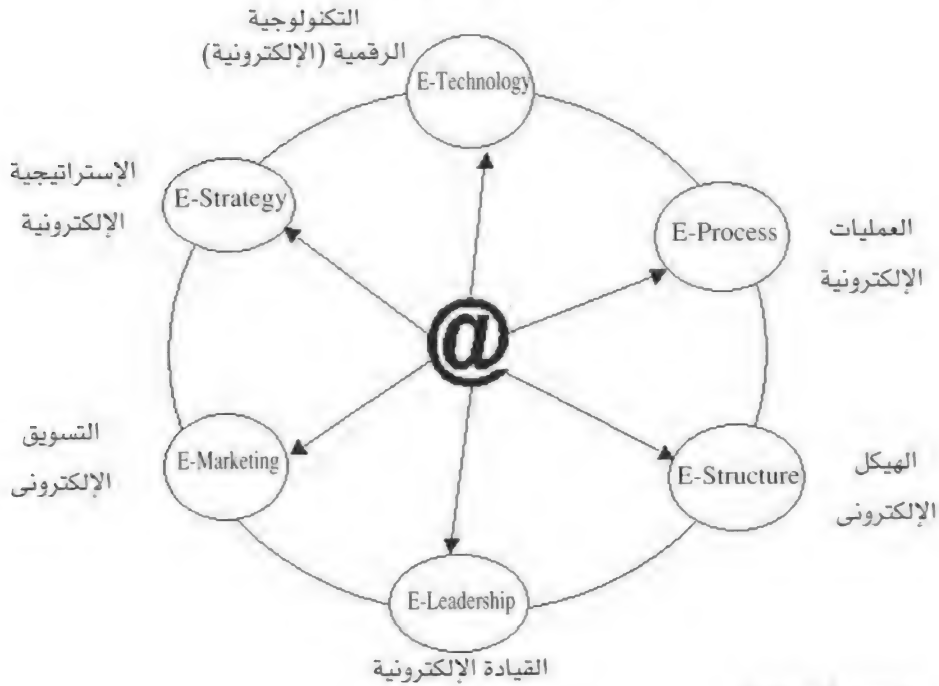 التكنولوجية
الرقمية (الإلكترونية)
E-Technology
الإستراتيجية
الإلكترونية
E-Strategy
E-Process
العمليات
الإلكترونية
@
التسويق
الإلكترونى
E-Marketing
E-Structure
الهيكل
الإلكترونى
E-Leadership
القيادة الإلكترونية